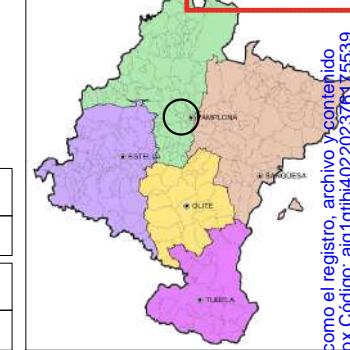 PAMPLONA
ESTELLA
SANGÜESA
OLITE
TUDELA
como el registro, archivo y contenido